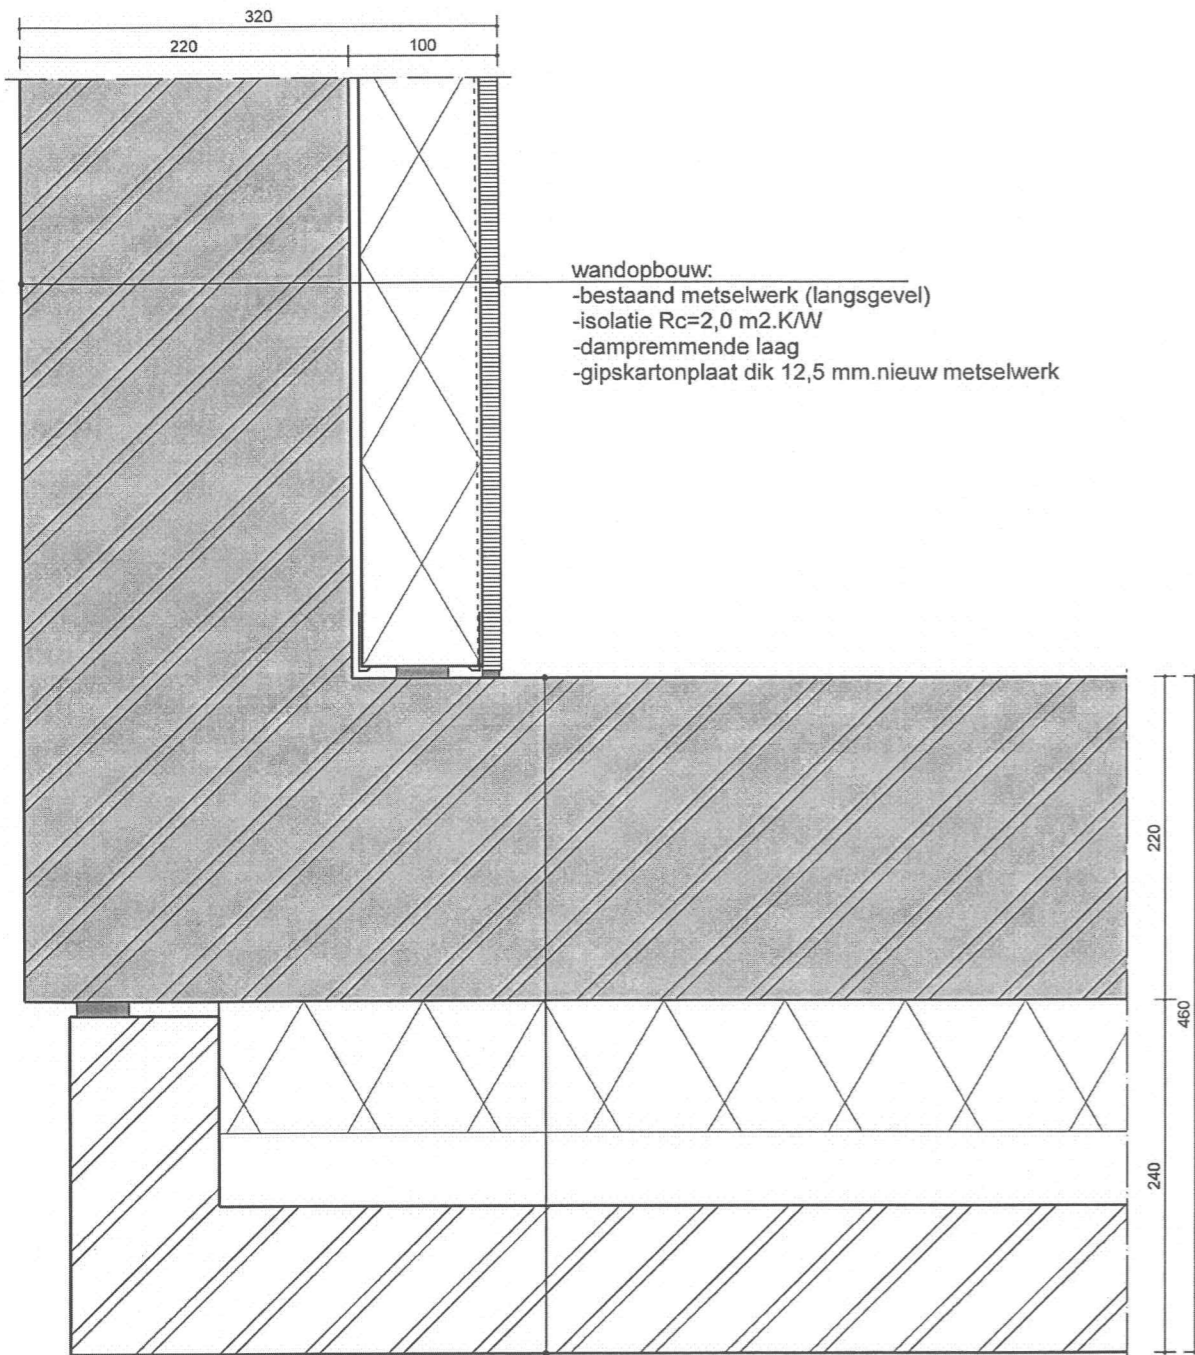 320
220 100
wandopbouw:
-bestaand metselwerk (langsgevel)
-isolatie Rc=2,0 m2.K/W
-dampremmende laag
-gipskartonplaat dik 12,5 mm.nieuw metselwerk
220
460
240